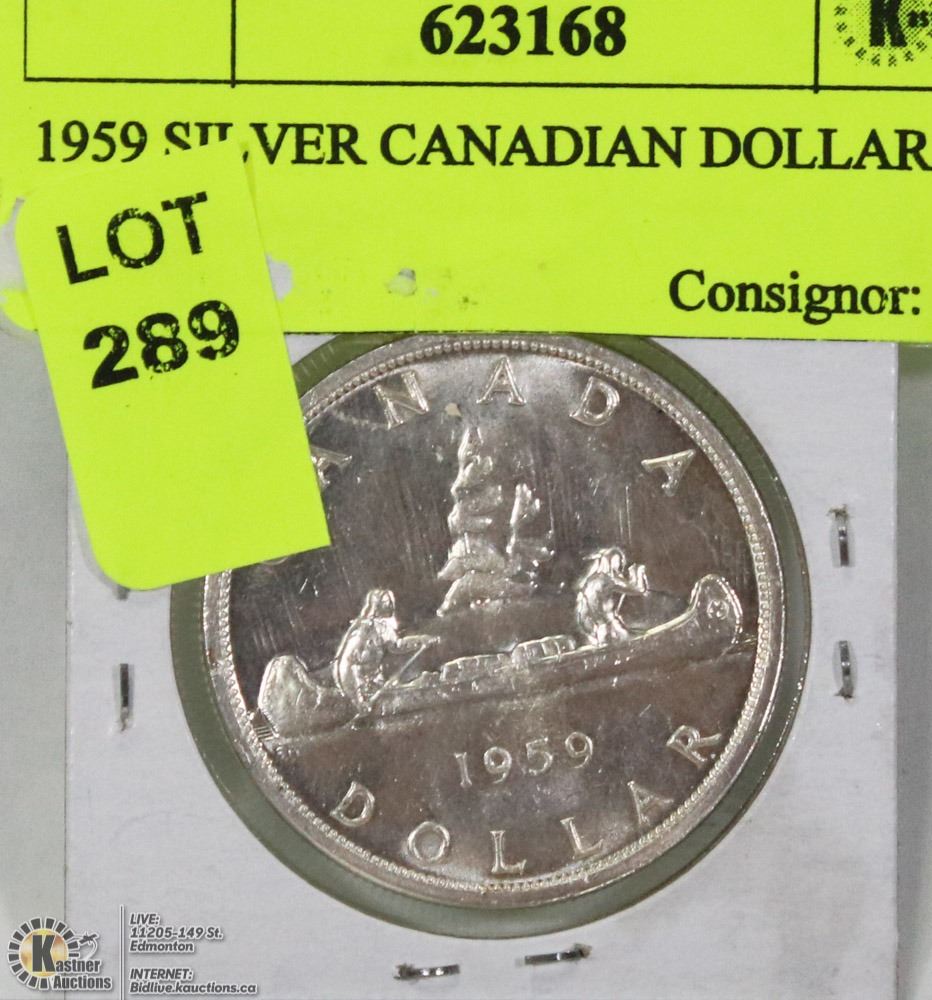 623168
K
1959 SILVER CANADIAN DOLLAR
LOT
289
Consignor:
CANADA
1959
DOLLAR
Kastner
Auctions
LIVE:
11205-149 St.
Edmonton
INTERNET:
Bidlive.kauctions.ca